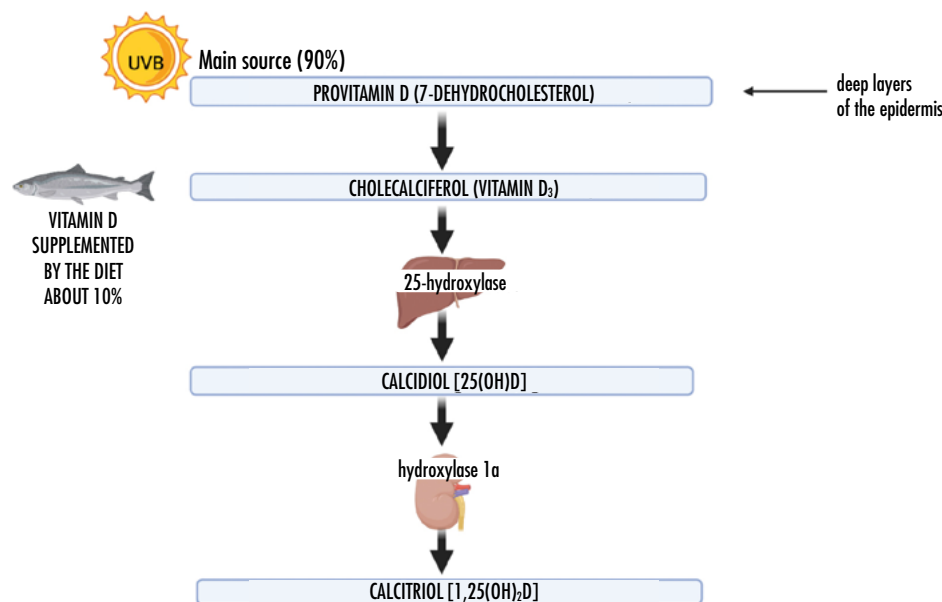 UVB
Main source (90%)
PROVITAMIN D (7-DEHYDROCHOLESTEROL)
deep layers
of the epidermis
CHOLECALCIFEROL (VITAMIN D₃)
VITAMIN D
SUPPLEMENTED
BY THE DIET
ABOUT 10%
25-hydroxylase
CALCIDIOL [25(OH)D]
hydroxylase 1a
CALCITRIOL [1,25(OH)₂D]